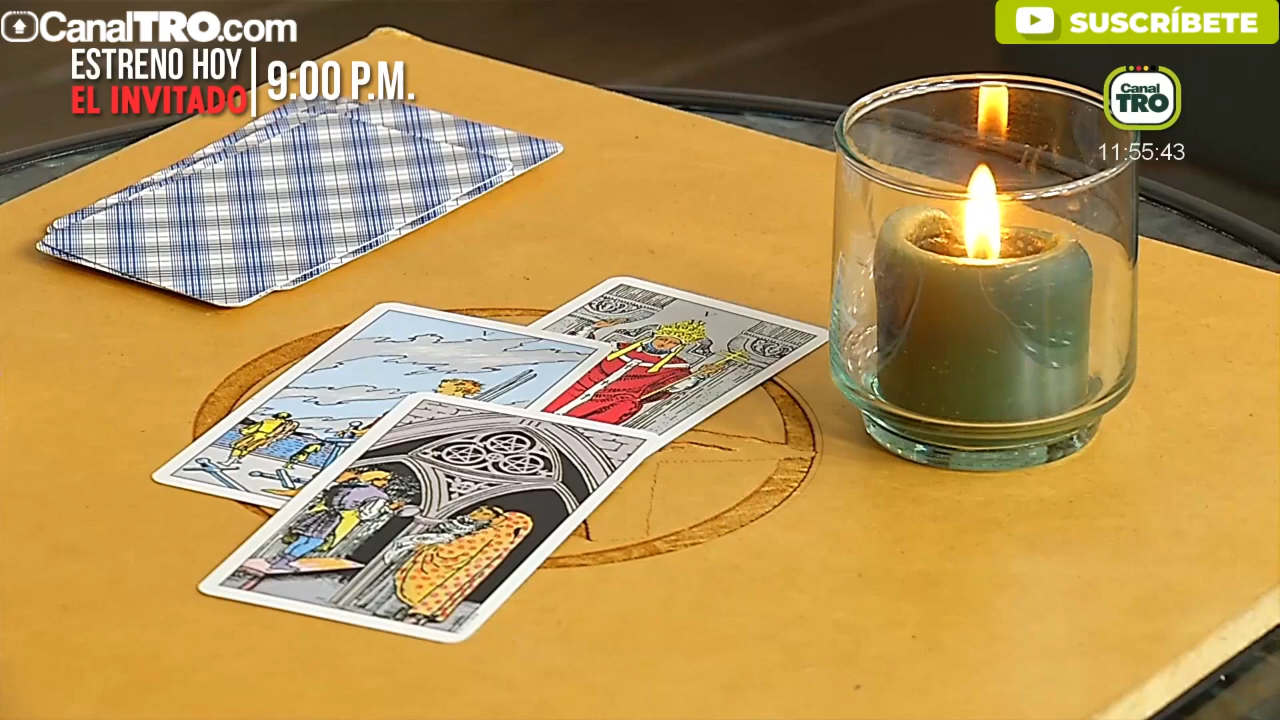 CanalTRO.com
SUSCRÍBETE
ESTRENO HOY
EL INVITADO
9:00 P.M.
Canal
TRO
11:55:43
V
V